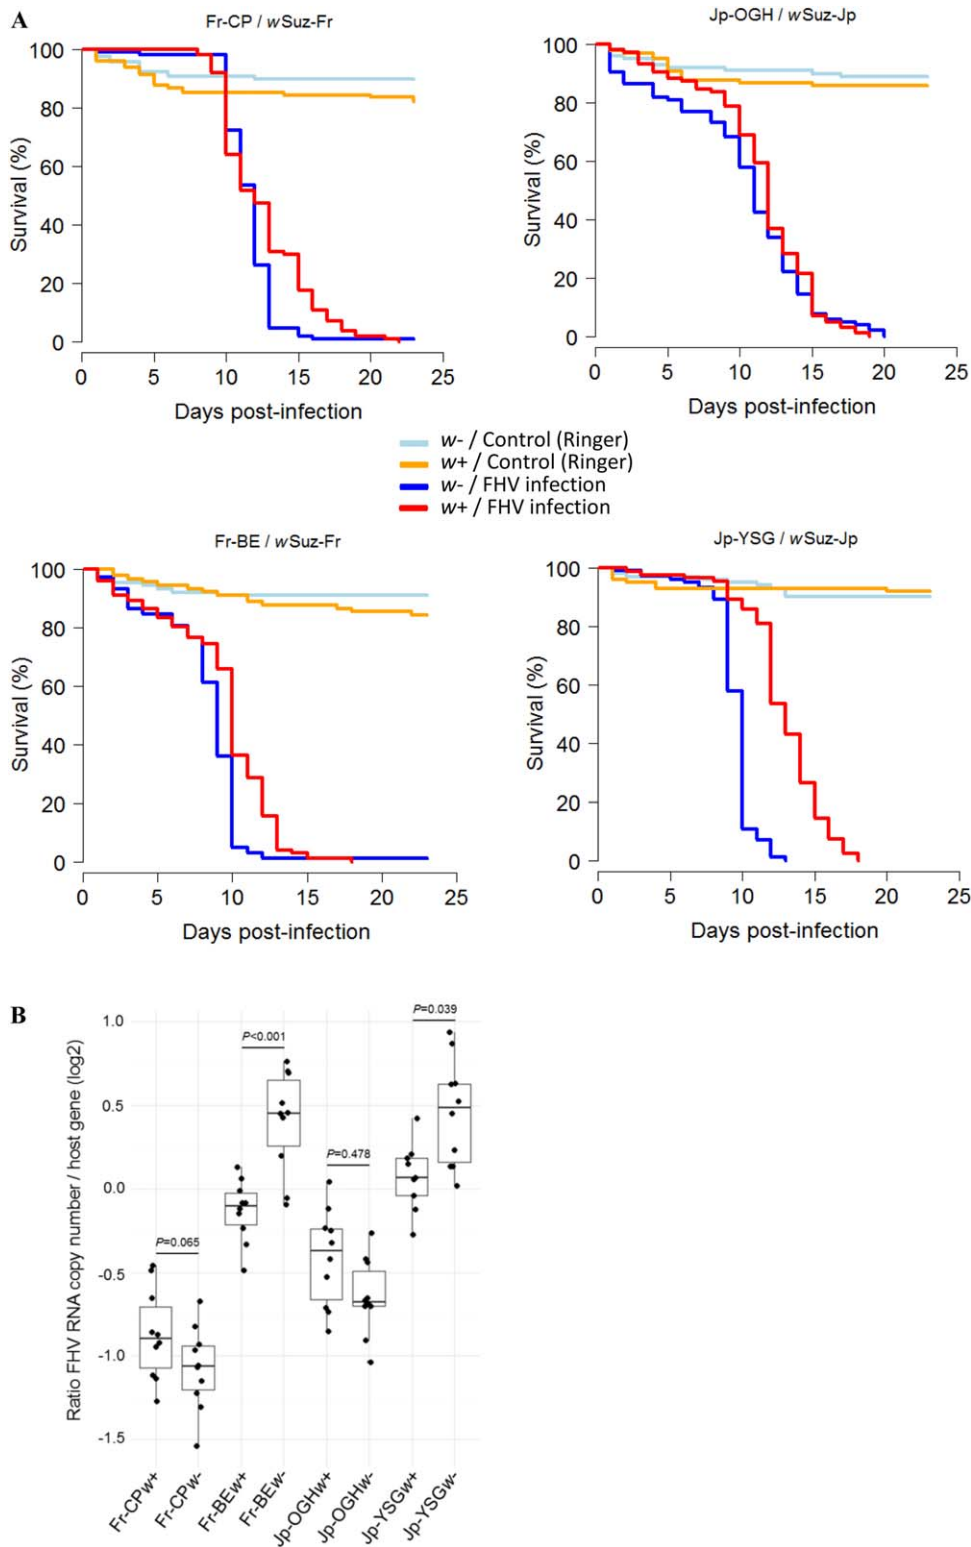 A
Fr-CP / wSuz-Fr
Survival (%)
100
80
60
40
20
0
0 5 10 15 20 25
Days post-infection
Jp-OGH / wSuz-Jp
Survival (%)
100
80
60
40
20
0
0 5 10 15 20 25
Days post-infection
w- / Control (Ringer)
w+ / Control (Ringer)
w- / FHV infection
w+ / FHV infection
Fr-BE / wSuz-Fr
Survival (%)
100
80
60
40
20
0
0 5 10 15 20 25
Days post-infection
Jp-YSG / wSuz-Jp
Survival (%)
100
80
60
40
20
0
0 5 10 15 20 25
Days post-infection
B
Ratio FHV RNA copy number / host gene (log2)
1.0
0.5
0.0
-0.5
-1.0
-1.5
P=0.065
P<0.001
P=0.478
P=0.039
Fr-CPw+
Fr-CPw-
Fr-BEw+
Fr-BEw-
Jp-OGHw+
Jp-OGHw-
Jp-YSGw+
Jp-YSGw-